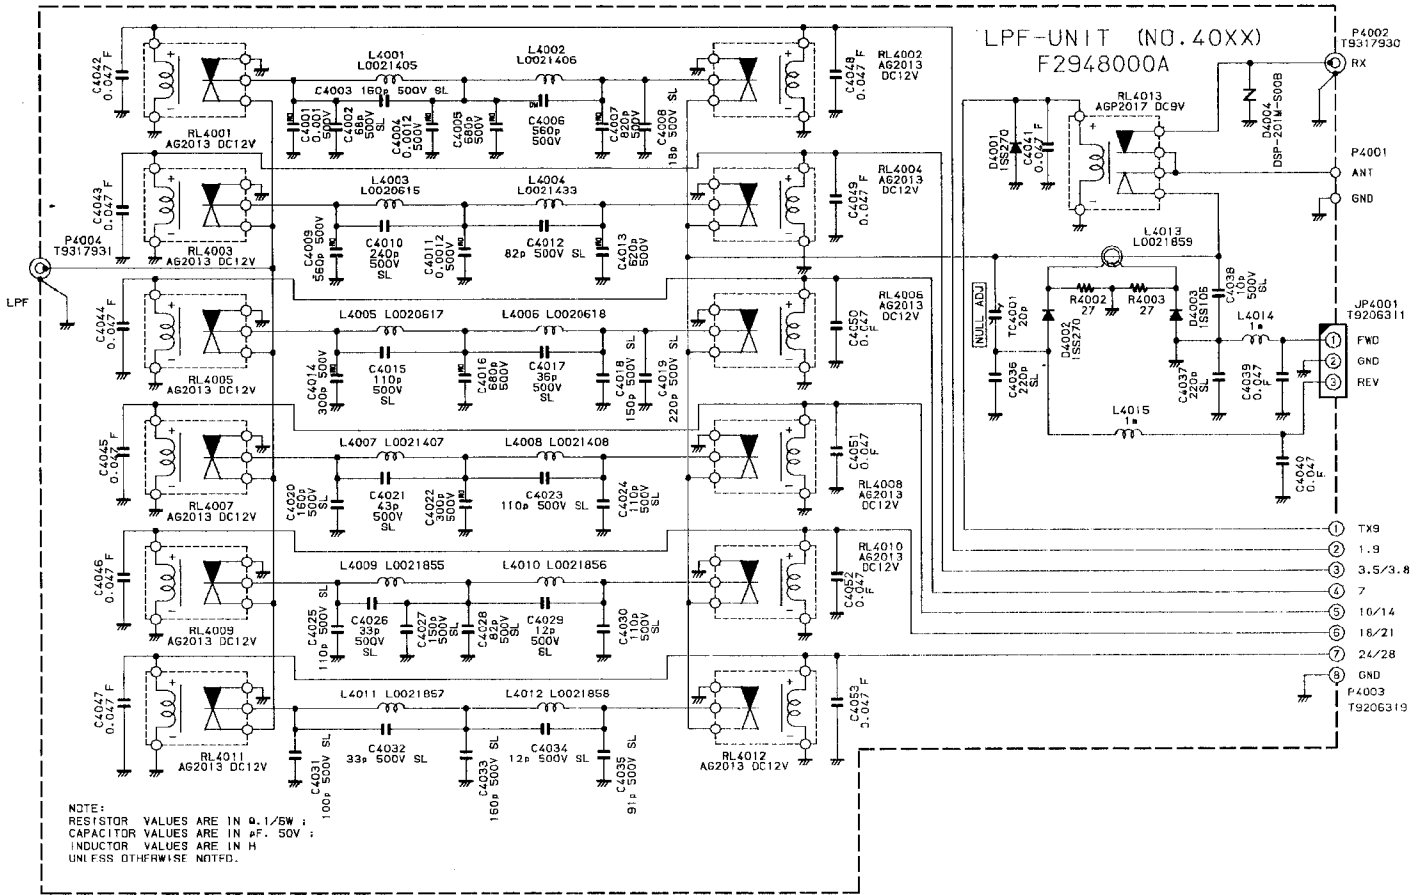 LPF-UNIT (NO.40XX)
F2948000A
P4002
T9317930
RX
RL4013
AGP2017 DC9V
D4001
1SS270
C4041
0.047 F
D4004
DSP-201M-S00B
P4001
ANT
GND
L4013
L0021859
NULL ADJ
TC4001
20p
D4002
1SS270
R4002
27
R4003
27
D4003
1SS106
C4038
10p
500V
SL
L4014
1m
JP4001
T9206311
1 FWD
2 GND
3 REV
C4036
220p
SL
C4037
220p
SL
C4039
0.047
F
L4015
1m
C4040
0.047
F
1 TX9
2 1.9
3 3.5/3.8
4 7
5 10/14
6 18/21
7 24/28
8 GND
P4003
T9206319
P4004
T9317931
LPF
C4042
0.047 F
RL4001
AG2013 DC12V
L4001
L0021405
L4002
L0021406
C4003 160p 500V SL
C4001
0.001
500V
C4002
68p
500V
SL
C4004
0.0012
500V
C4005
680p
500V
C4006
560p
500V
C4007
820p
500V
C4008
18p 500V SL
RL4002
AG2013
DC12V
C4048
0.047 F
C4043
0.047 F
RL4003
AG2013 DC12V
L4003
L0020615
L4004
L0021433
C4009
560p 500V
C4010
240p
500V
SL
C4011
0.0012
500V
C4012
82p 500V SL
C4013
620p
500V
RL4004
AG2013
DC12V
C4049
0.047 F
C4044
0.047 F
RL4005
AG2013 DC12V
L4005 L0020617
L4006 L0020618
C4014
300p 500V
C4015
110p
500V
SL
C4016
680p
500V
C4017
36p
500V
SL
C4018
150p 500V SL
C4019
220p 500V SL
RL4006
AG2013
DC12V
C4050
0.047
F
C4045
0.047 F
RL4007
AG2013 DC12V
L4007 L0021407
L4008 L0021408
C4020
160p
500V
SL
C4021
43p
500V
SL
C4022
300p
500V
C4023
110p 500V SL
C4024
110p
500V
SL
RL4008
AG2013
DC12V
C4051
0.047
F
C4046
0.047 F
RL4009
AG2013 DC12V
L4009 L0021855
L4010 L0021856
C4025
110p 500V SL
C4026
33p
500V
SL
C4027
150p
500V
SL
C4028
82p
500V
SL
C4029
12p
500V
SL
C4030
110p
500V
SL
RL4010
AG2013
DC12V
C4052
0.047
F
C4047
0.047 F
RL4011
AG2013 DC12V
L4011 L0021857
L4012 L0021858
C4031
100p 500V SL
C4032
33p 500V SL
C4033
160p 500V SL
C4034
12p 500V SL
C4035
91p 500V SL
RL4012
AG2013 DC12V
C4053
0.047 F
NOTE:
RESISTOR VALUES ARE IN Ω.1/6W ;
CAPACITOR VALUES ARE IN μF. 50V ;
INDUCTOR VALUES ARE IN H
UNLESS OTHERWISE NOTED.